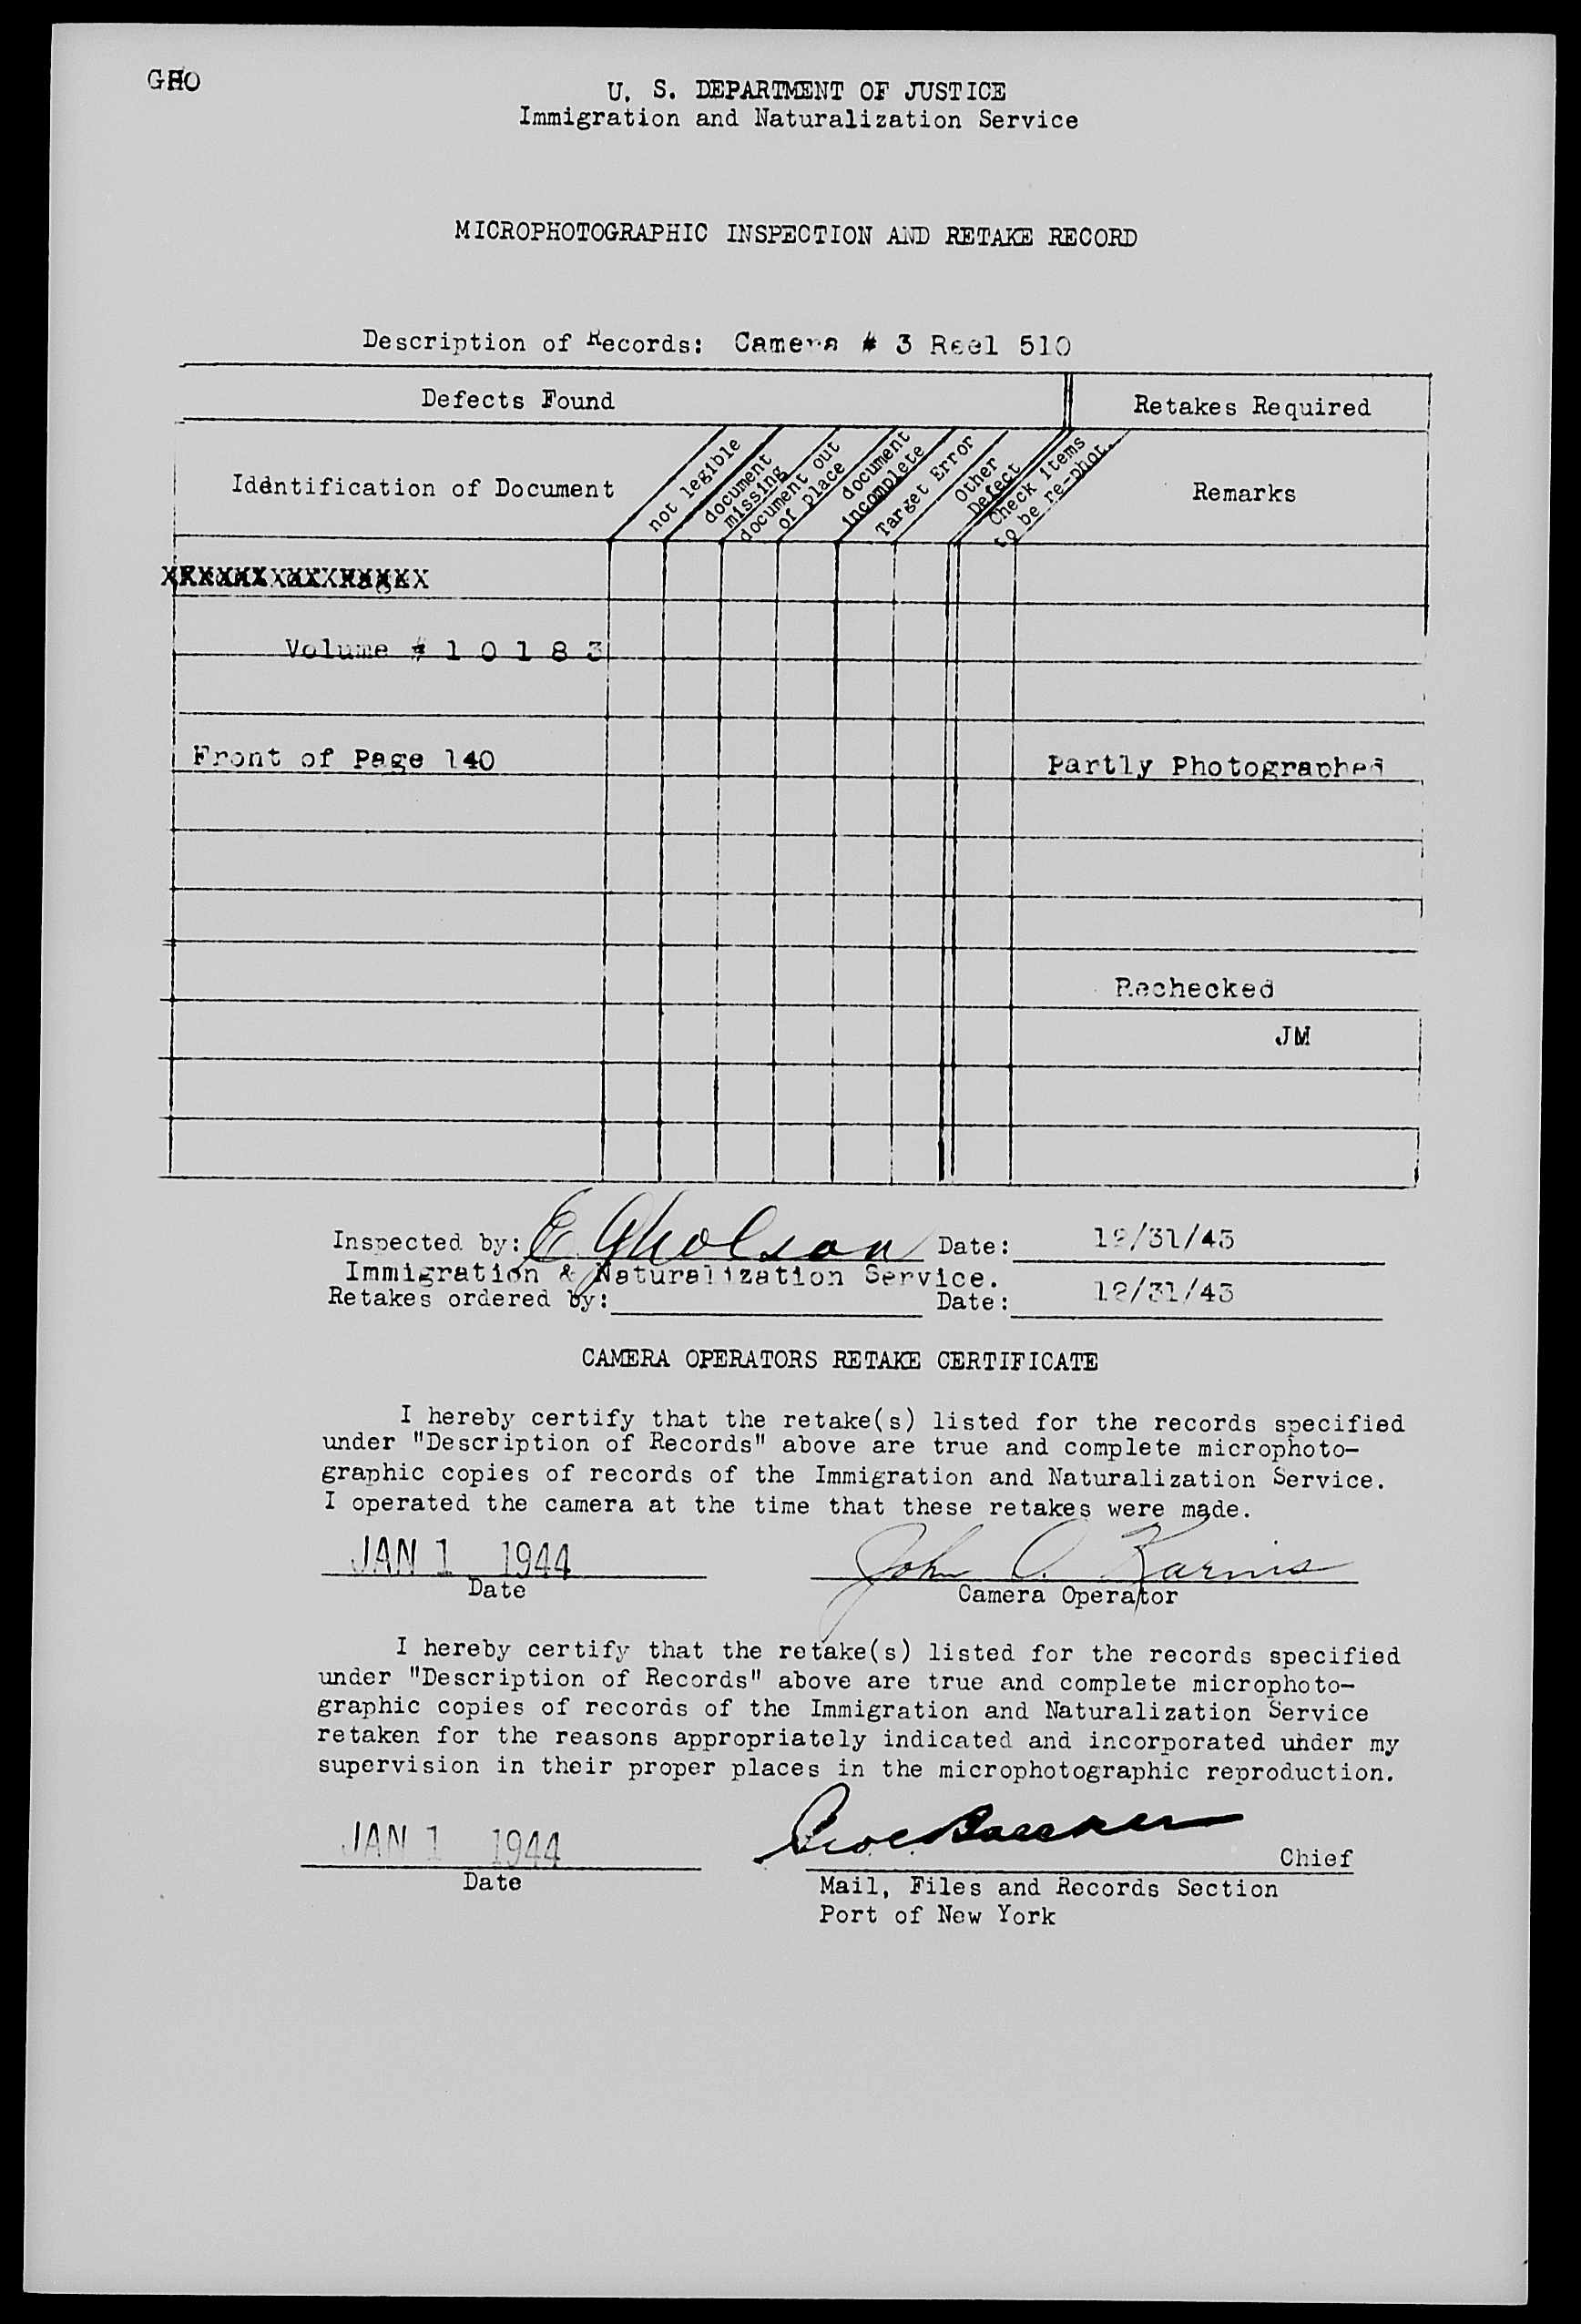 GHO
U. S. DEPARTMENT OF JUSTICE
Immigration and Naturalization Service
MICROPHOTOGRAPHIC INSPECTION AND RETAKE RECORD
Description of Records: Camera # 3 Reel 510
Defects Found
Retakes Required
Identification of Document
not legible
document missing
document out of place
document incomplete
Target Error
Other Defect
Check items to be re-phot.
Remarks
Volume # 1 0 1 8 3
Front of Page 140
Partly Photographed
Rechecked
JM
Inspected by: E Gholson Date: 12/31/43
Immigration & Naturalization Service.
Retakes ordered by: Date: 12/31/43
CAMERA OPERATORS RETAKE CERTIFICATE
I hereby certify that the retake(s) listed for the records specified
under "Description of Records" above are true and complete microphoto-
graphic copies of records of the Immigration and Naturalization Service.
I operated the camera at the time that these retakes were made.
JAN 1 1944 John O.
Date
Camera Operator
I hereby certify that the retake(s) listed for the records specified
under "Description of Records" above are true and complete microphoto-
graphic copies of records of the Immigration and Naturalization Service
retaken for the reasons appropriately indicated and incorporated under my
supervision in their proper places in the microphotographic reproduction.
JAN 1 1944
Chief
Date
Mail, Files and Records Section
Port of New York